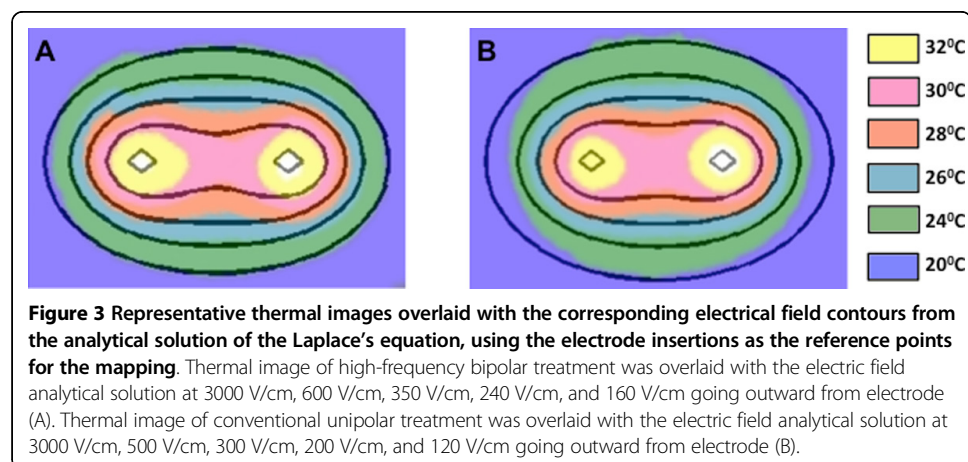 A
B
32⁰C
30⁰C
28⁰C
26⁰C
24⁰C
20⁰C
Figure 3 Representative thermal images overlaid with the corresponding electrical field contours from
the analytical solution of the Laplace's equation, using the electrode insertions as the reference points
for the mapping. Thermal image of high-frequency bipolar treatment was overlaid with the electric field
analytical solution at 3000 V/cm, 600 V/cm, 350 V/cm, 240 V/cm, and 160 V/cm going outward from electrode
(A). Thermal image of conventional unipolar treatment was overlaid with the electric field analytical solution at
3000 V/cm, 500 V/cm, 300 V/cm, 200 V/cm, and 120 V/cm going outward from electrode (B).